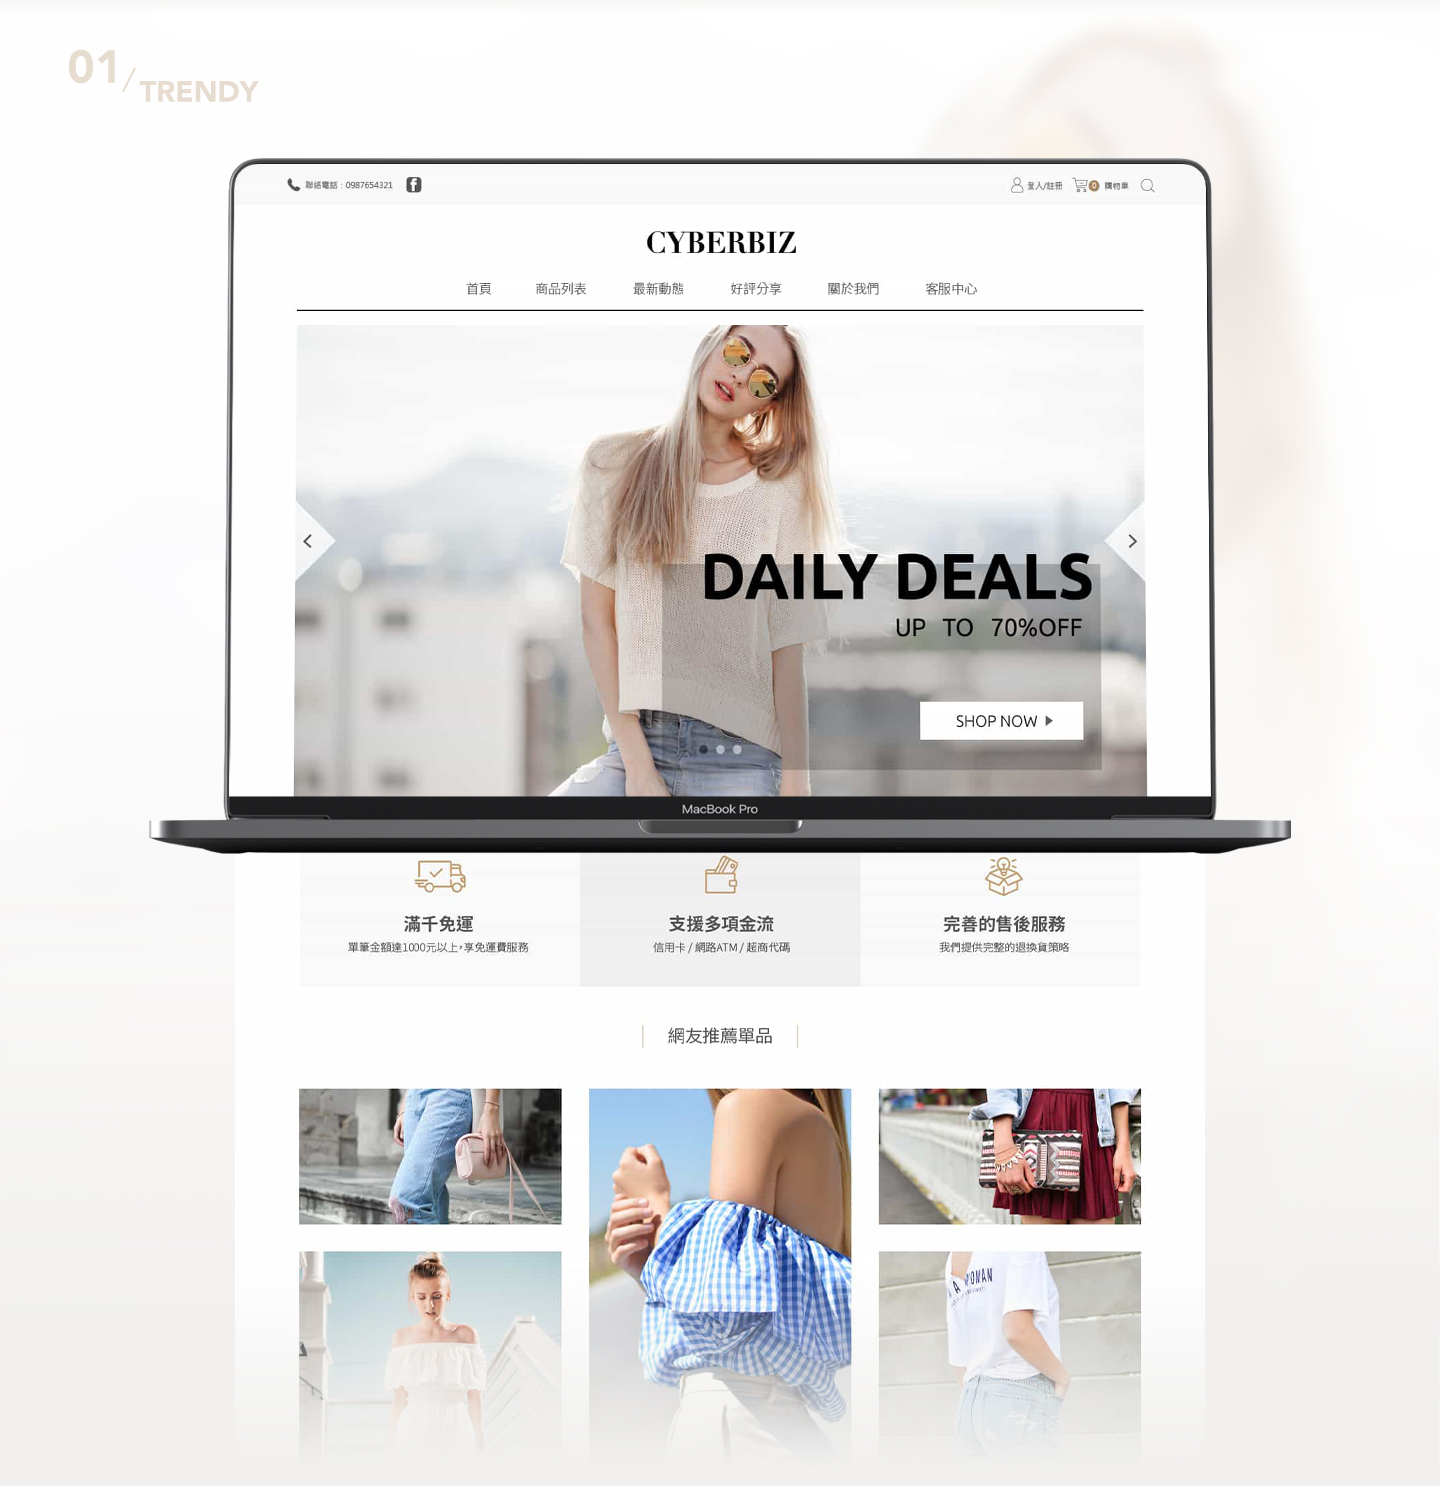 01 / TRENDY
聯絡電話：0987654321
登入/註冊
0 購物車
CYBERBIZ
首頁 商品列表 最新動態 好評分享 關於我們 客服中心
DAILY DEALS
UP TO 70%OFF
SHOP NOW
MacBook Pro
滿千免運
單筆金額達1000元以上，享免運費服務
支援多項金流
信用卡 / 網路ATM / 超商代碼
完善的售後服務
我們提供完整的退換貨策略
網友推薦單品